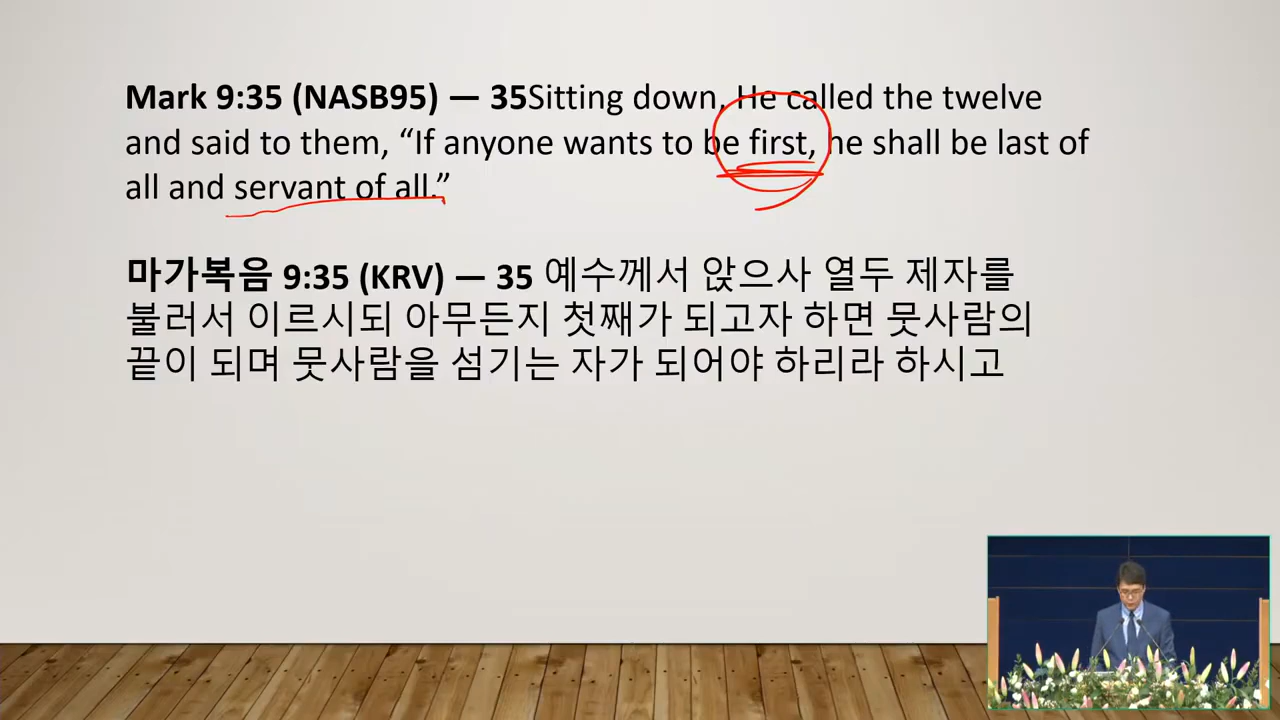 Mark 9:35 (NASB95) — 35Sitting down, He called the twelve
and said to them, “If anyone wants to be first, he shall be last of
all and servant of all.”
마가복음 9:35 (KRV) — 35 예수께서 앉으사 열두 제자를
불러서 이르시되 아무든지 첫째가 되고자 하면 뭇사람의
끝이 되며 뭇사람을 섬기는 자가 되어야 하리라 하시고